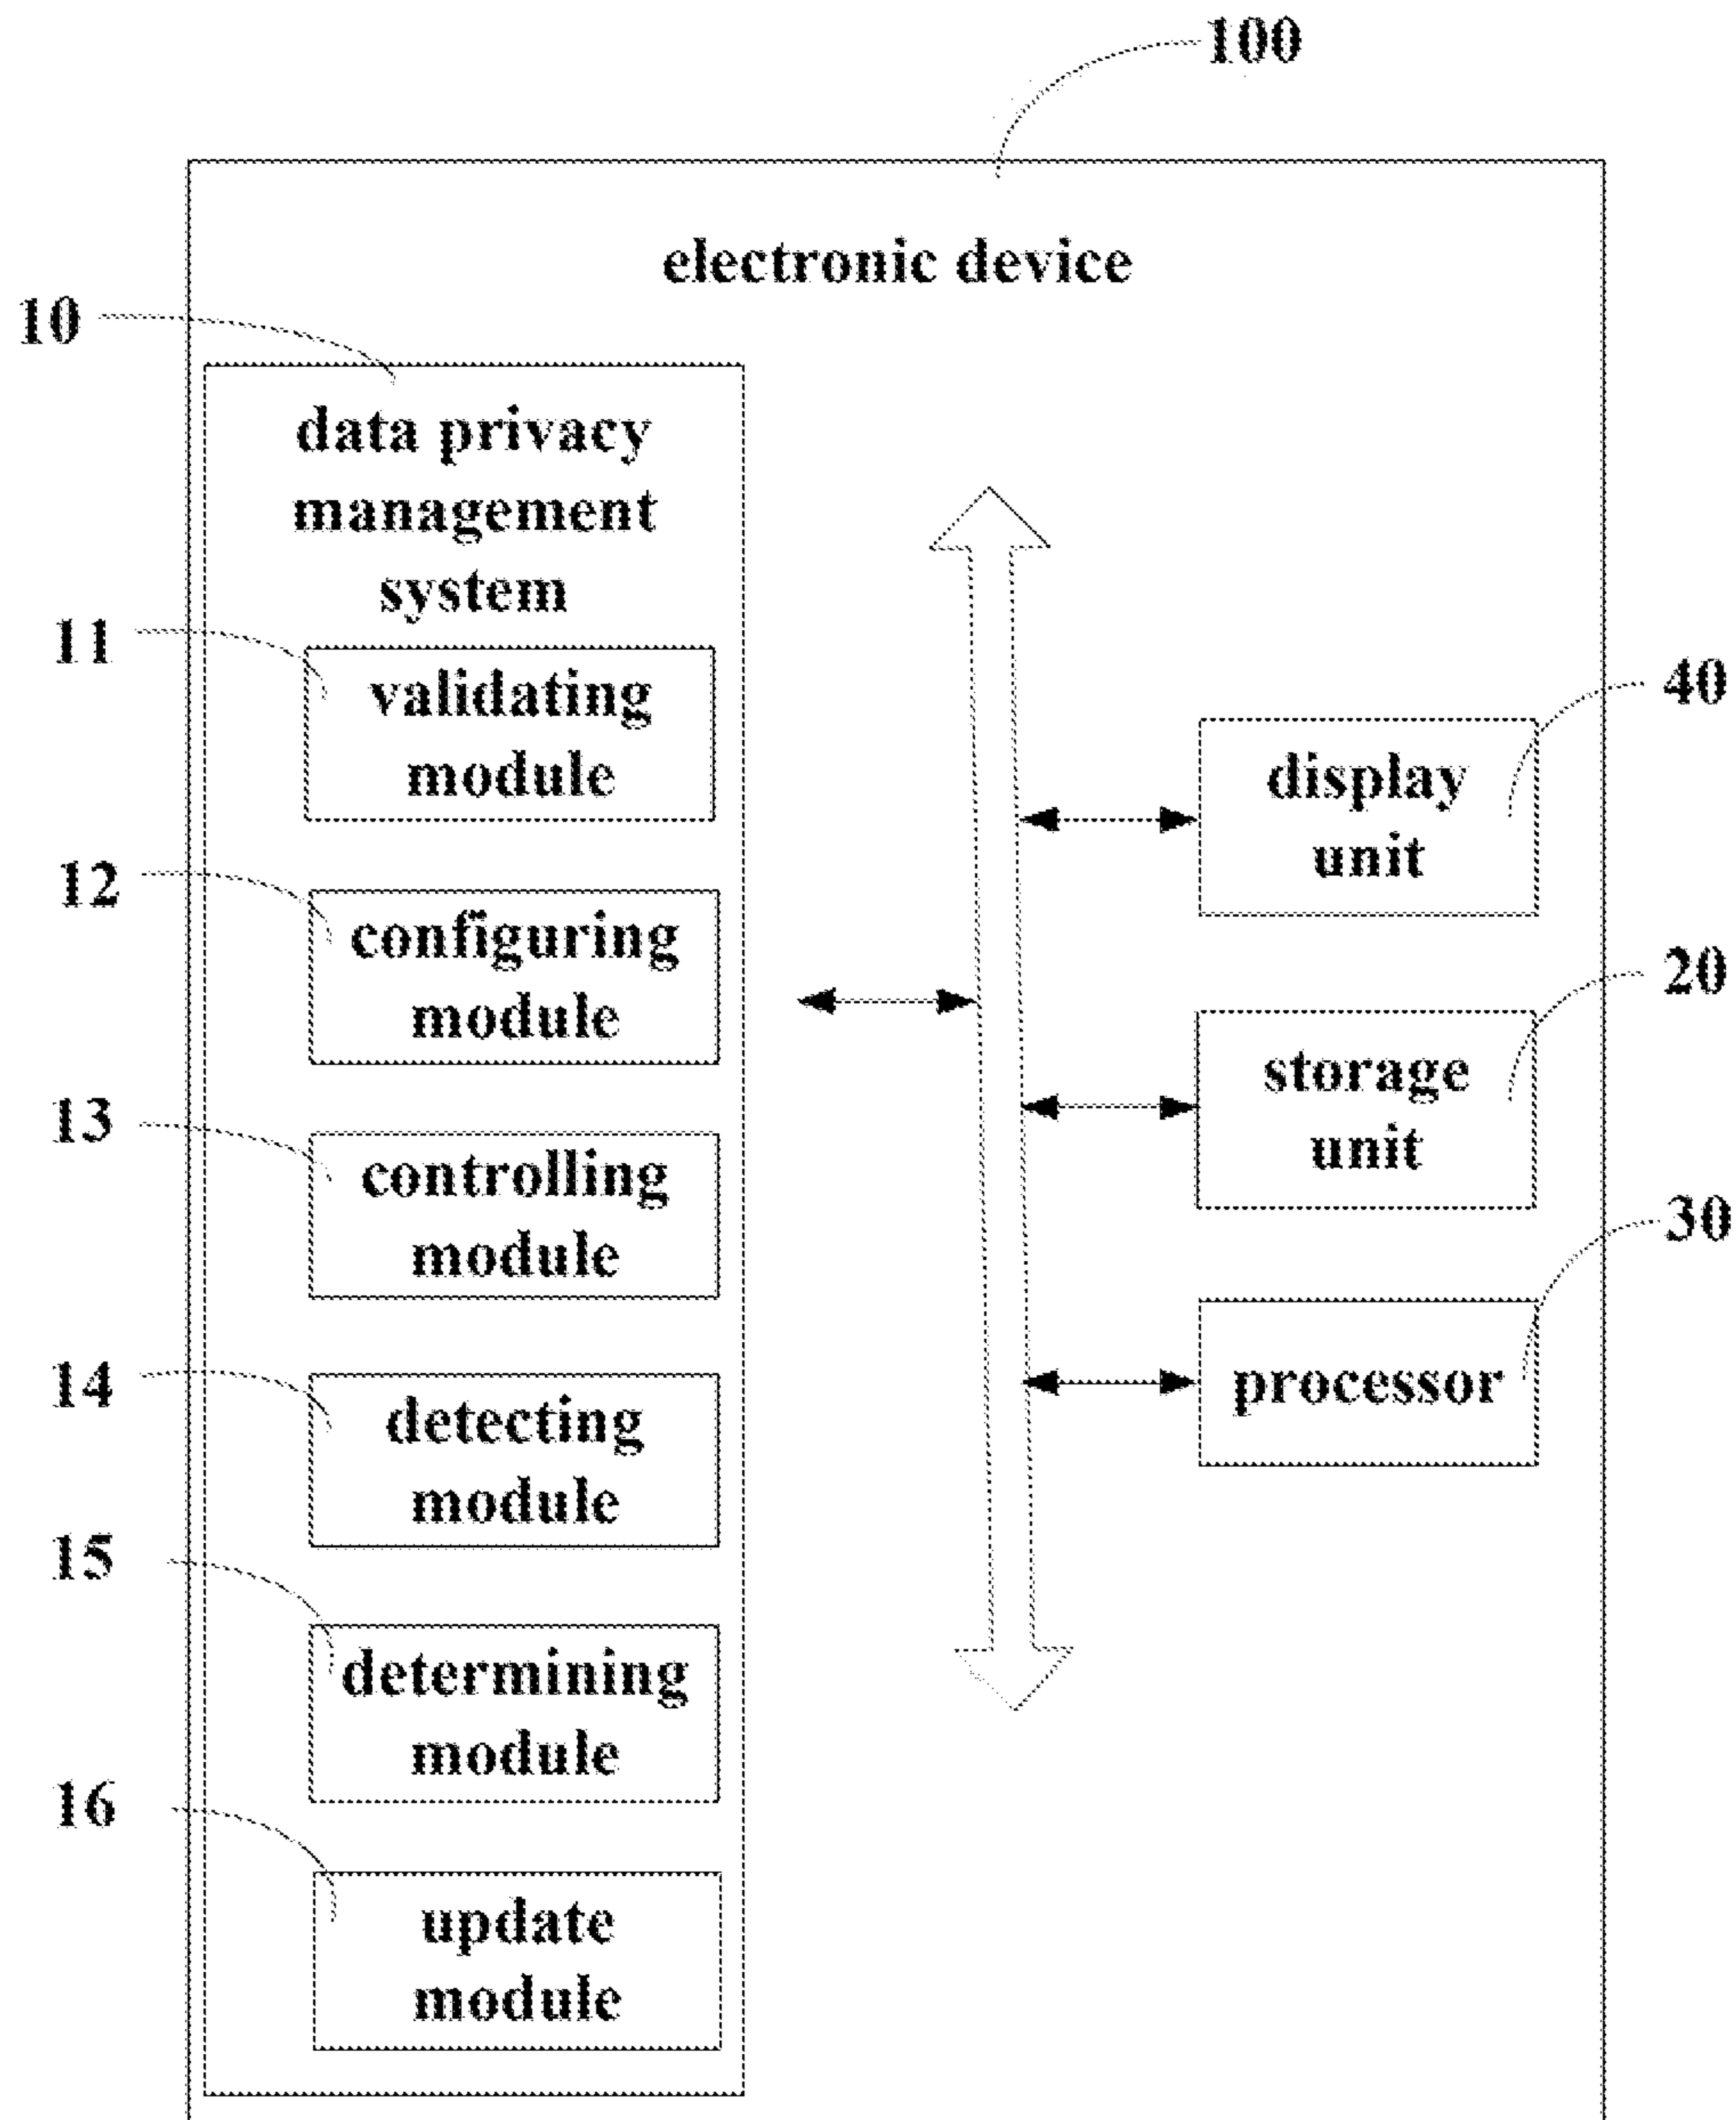 100
electronic device
10
data privacy
management
system
11
validating
module
12
configuring
module
13
controlling
module
14
detecting
module
15
determining
module
16
update
module
40
display
unit
20
storage
unit
30
processor